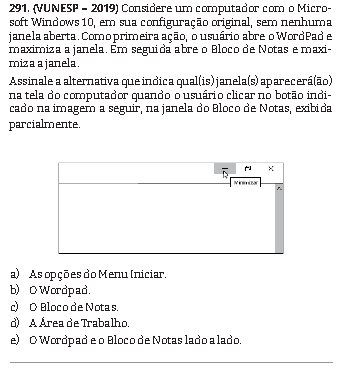 291. (VUNESP – 2019) Considere um computador com o Micro-
soft Windows 10, em sua configuração original, sem nenhuma
janela aberta. Como primeira ação, o usuário abre o WordPad e
maximiza a janela. Em seguida abre o Bloco de Notas e maxi-
miza a janela.
Assinale a alternativa que indica qual(is) janela(s) aparecerá(ão)
na tela do computador quando o usuário clicar no botão indi-
cado na imagem a seguir, na janela do Bloco de Notas, exibida
parcialmente.
Minimizar
a) As opções do Menu Iniciar.
b) O Wordpad.
c) O Bloco de Notas.
d) A Área de Trabalho.
e) O Wordpad e o Bloco de Notas lado a lado.